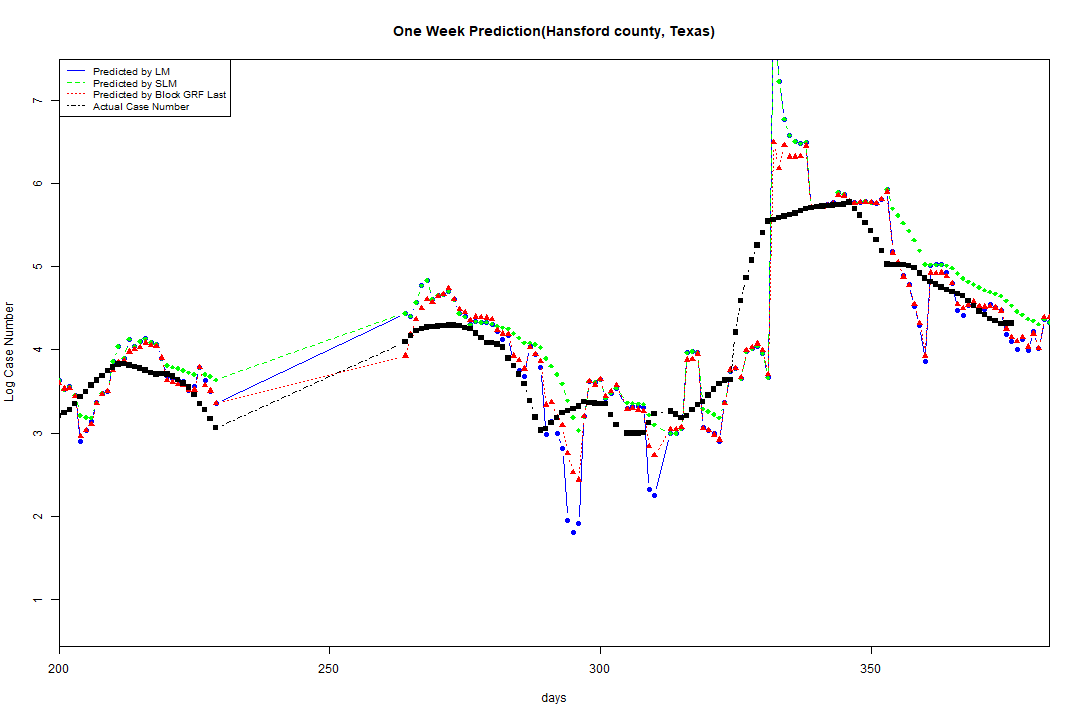 One Week Prediction(Hansford county, Texas)
Predicted by LM
Predicted by SLM
Predicted by Block GRF Last
Actual Case Number
7
6
5
4
3
2
1
Log Case Number
200 250 300 350
days